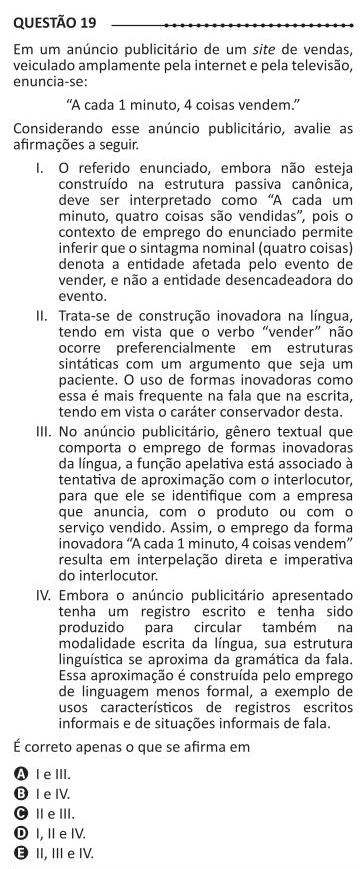 QUESTÃO 19
Em um anúncio publicitário de um site de vendas,
veiculado amplamente pela internet e pela televisão,
enuncia-se:
“A cada 1 minuto, 4 coisas vendem.”
Considerando esse anúncio publicitário, avalie as
afirmações a seguir.
I. O referido enunciado, embora não esteja
construído na estrutura passiva canônica,
deve ser interpretado como “A cada um
minuto, quatro coisas são vendidas”, pois o
contexto de emprego do enunciado permite
inferir que o sintagma nominal (quatro coisas)
denota a entidade afetada pelo evento de
vender, e não a entidade desencadeadora do
evento.
II. Trata-se de construção inovadora na língua,
tendo em vista que o verbo “vender” não
ocorre preferencialmente em estruturas
sintáticas com um argumento que seja um
paciente. O uso de formas inovadoras como
essa é mais frequente na fala que na escrita,
tendo em vista o caráter conservador desta.
III. No anúncio publicitário, gênero textual que
comporta o emprego de formas inovadoras
da língua, a função apelativa está associado à
tentativa de aproximação com o interlocutor,
para que ele se identifique com a empresa
que anuncia, com o produto ou com o
serviço vendido. Assim, o emprego da forma
inovadora “A cada 1 minuto, 4 coisas vendem”
resulta em interpelação direta e imperativa
do interlocutor.
IV. Embora o anúncio publicitário apresentado
tenha um registro escrito e tenha sido
produzido para circular também na
modalidade escrita da língua, sua estrutura
linguística se aproxima da gramática da fala.
Essa aproximação é construída pelo emprego
de linguagem menos formal, a exemplo de
usos característicos de registros escritos
informais e de situações informais de fala.
É correto apenas o que se afirma em
A I e III.
B I e IV.
C II e III.
D I, II e IV.
E II, III e IV.